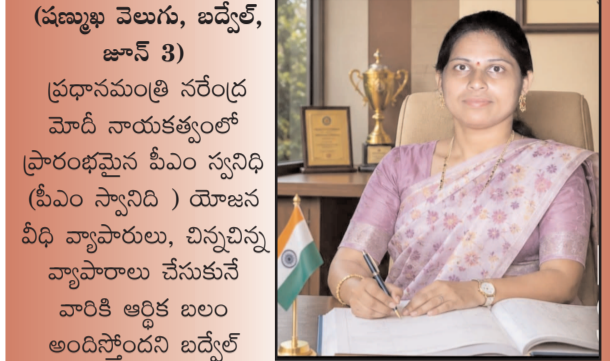 (షణ్ముఖ వెలుగు, బద్వేల్,
జూన్ 3)
ప్రధానమంత్రి నరేంద్ర
మోదీ నాయకత్వంలో
ప్రారంభమైన పీఎం స్వనిధి
(పీఎం స్వానిది ) యోజన
వీధి వ్యాపారులు, చిన్నచిన్న
వ్యాపారాలు చేసుకునే
వారికి ఆర్థిక బలం
అందిస్తోందని బద్వేల్